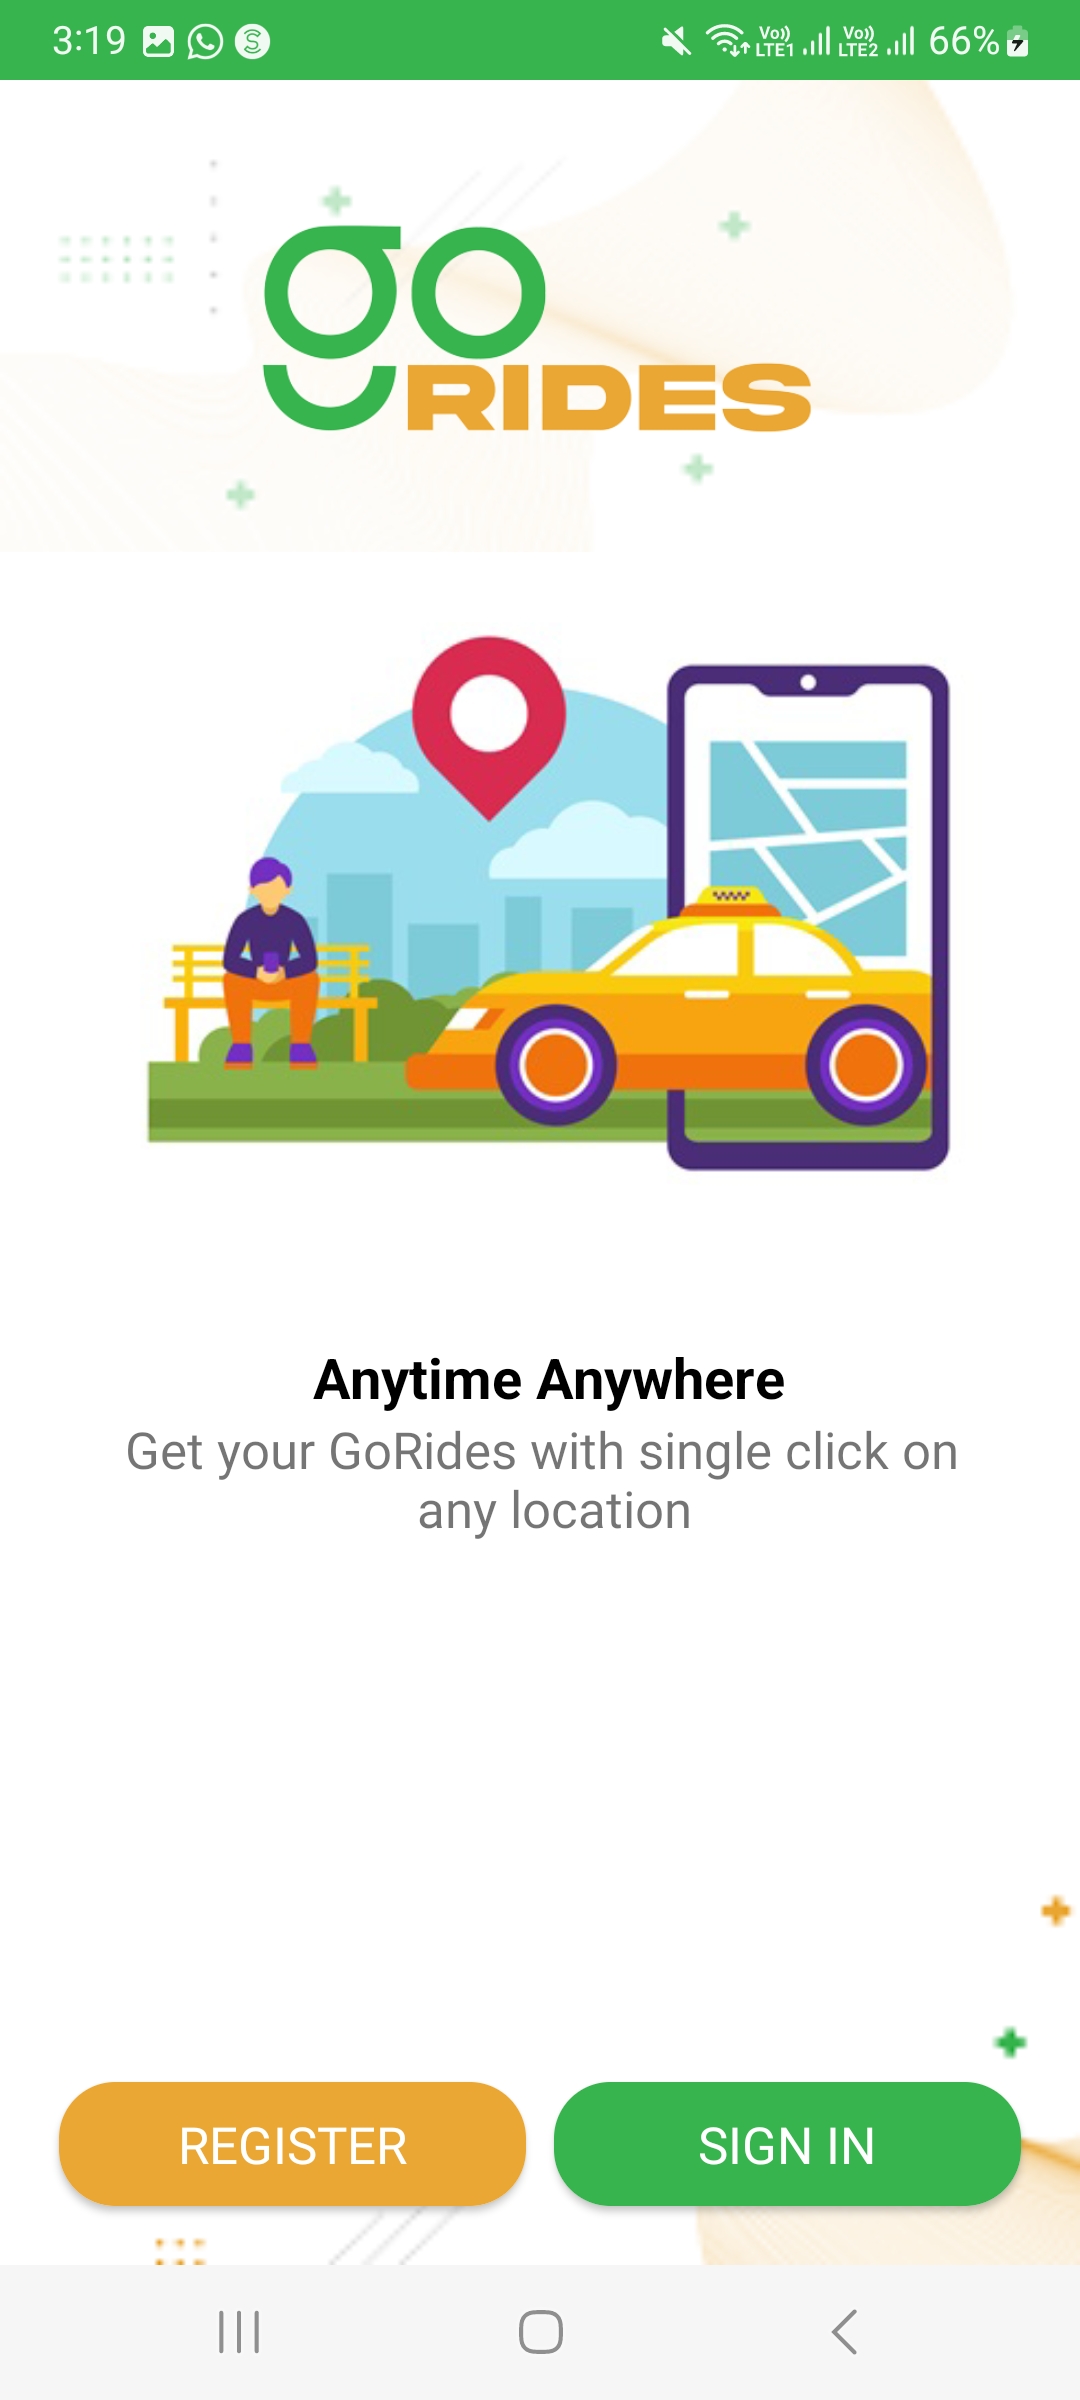 3:19 Vo)) LTE1 Vo)) LTE2 66%
go
RIDES
Anytime Anywhere
Get your GoRides with single click on
any location
REGISTER SIGN IN